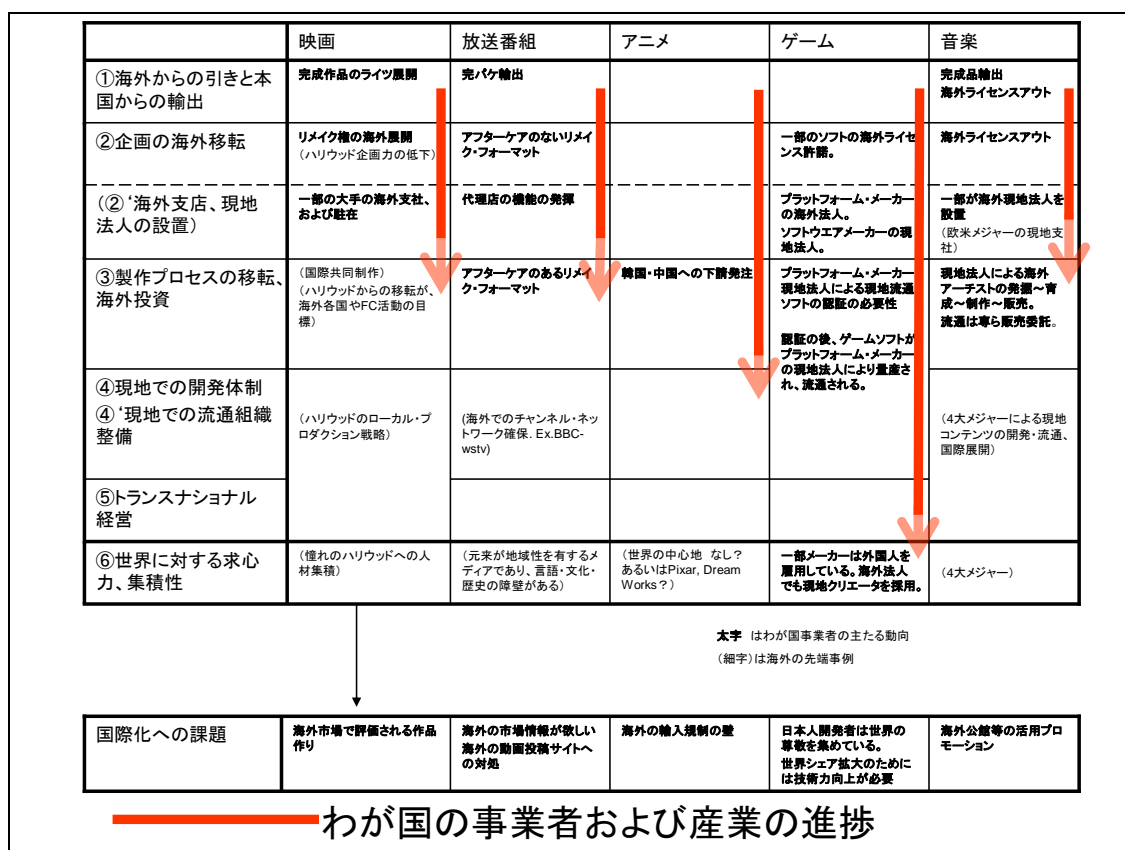 映画 放送番組 アニメ ゲーム 音楽
①海外からの引きと本
国からの輸出
完成作品のライツ展開
完パケ輸出
完成品輸出
海外ライセンスアウト
②企画の海外移転
リメイク権の海外展開
（ハリウッド企画力の低下）
アフターケアのないリメイ
ク・フォーマット
一部のソフトの海外ライセ
ンス許諾。
海外ライセンスアウト
(②‘海外支店、現地
法人の設置)
一部の大手の海外支社、
および駐在
代理店の機能の発揮
プラットフォーム・メーカー
の海外法人。
ソフトウエアメーカーの現
地法人。
一部が海外現地法人を
設置
（欧米メジャーの現地支
社）
③製作プロセスの移転、
海外投資
（国際共同制作）
（ハリウッドからの移転が、
海外各国やFC活動の目
標）
アフターケアのあるリメイ
ク・フォーマット
韓国・中国への下請発注
プラットフォーム・メーカー
現地法人による現地流通
ソフトの認証の必要性
認証の後、ゲームソフトが
プラットフォーム・メーカー
の現地法人により量産さ
れ、流通される。
現地法人による海外
アーチストの発掘～育
成～制作～販売。
流通は専ら販売委託。
④現地での開発体制
④‘現地での流通組織
整備
（ハリウッドのローカル・プ
ロダクション戦略）
(海外でのチャンネル・ネッ
トワーク確保. Ex.BBC-
wstv)
（4大メジャーによる現地
コンテンツの開発・流通、
国際展開）
⑤トランスナショナル
経営
⑥世界に対する求心
力、集積性
（憧れのハリウッドへの人
材集積）
（元来が地域性を有するメ
ディアであり、言語・文化・
歴史の障壁がある）
（世界の中心地 なし？
あるいはPixar, Dream
Works？）
一部メーカーは外国人を
雇用している。海外法人
でも現地クリエータを採用。
（4大メジャー）
太字 はわが国事業者の主たる動向
（細字）は海外の先端事例
国際化への課題
海外市場で評価される作品
作り
海外の市場情報が欲しい
海外の動画投稿サイトへ
の対処
海外の輸入規制の壁
日本人開発者は世界の
尊敬を集めている。
世界シェア拡大のために
は技術力向上が必要
海外公館等の活用プロ
モーション
わが国の事業者および産業の進捗